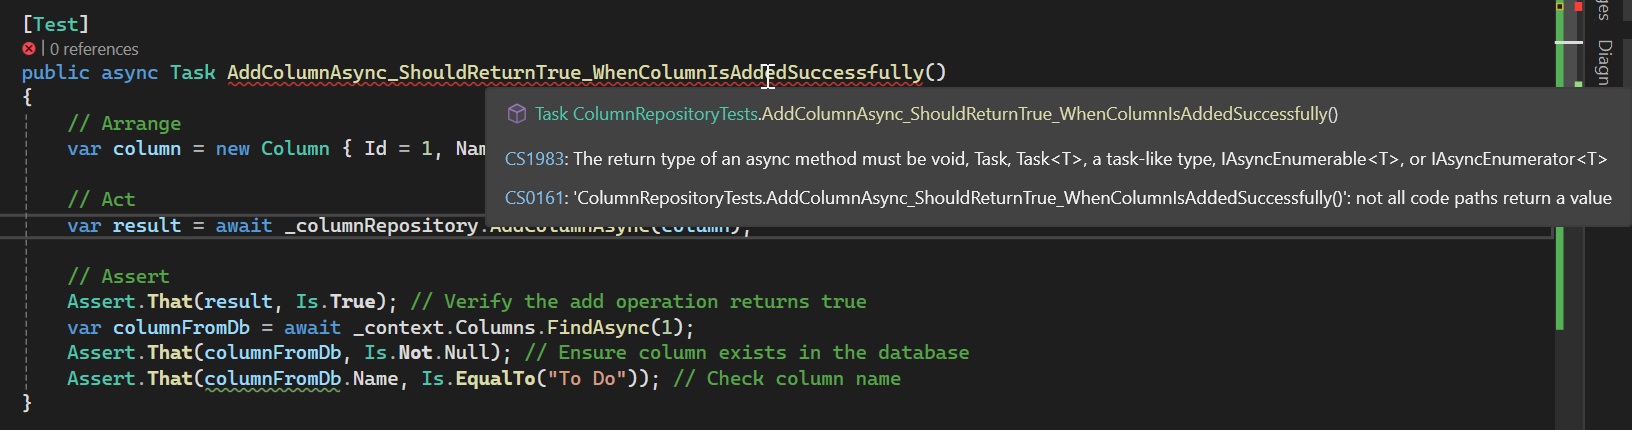 [Test]
| 0 references
public async Task AddColumnAsync_ShouldReturnTrue_WhenColumnIsAddedSuccessfully()
{
Task ColumnRepositoryTests.AddColumnAsync_ShouldReturnTrue_WhenColumnIsAddedSuccessfully()
// Arrange
var column = new Column { Id = 1, Nam
CS1983: The return type of an async method must be void, Task, Task<T>, a task-like type, IAsyncEnumerable<T>, or IAsyncEnumerator<T>
CS0161: 'ColumnRepositoryTests.AddColumnAsync_ShouldReturnTrue_WhenColumnIsAddedSuccessfully()': not all code paths return a value
// Act
var result = await _columnRepository.AddColumnAsync(column);
// Assert
Assert.That(result, Is.True); // Verify the add operation returns true
var columnFromDb = await _context.Columns.FindAsync(1);
Assert.That(columnFromDb, Is.Not.Null); // Ensure column exists in the database
Assert.That(columnFromDb.Name, Is.EqualTo("To Do")); // Check column name
}
ges
Diagn